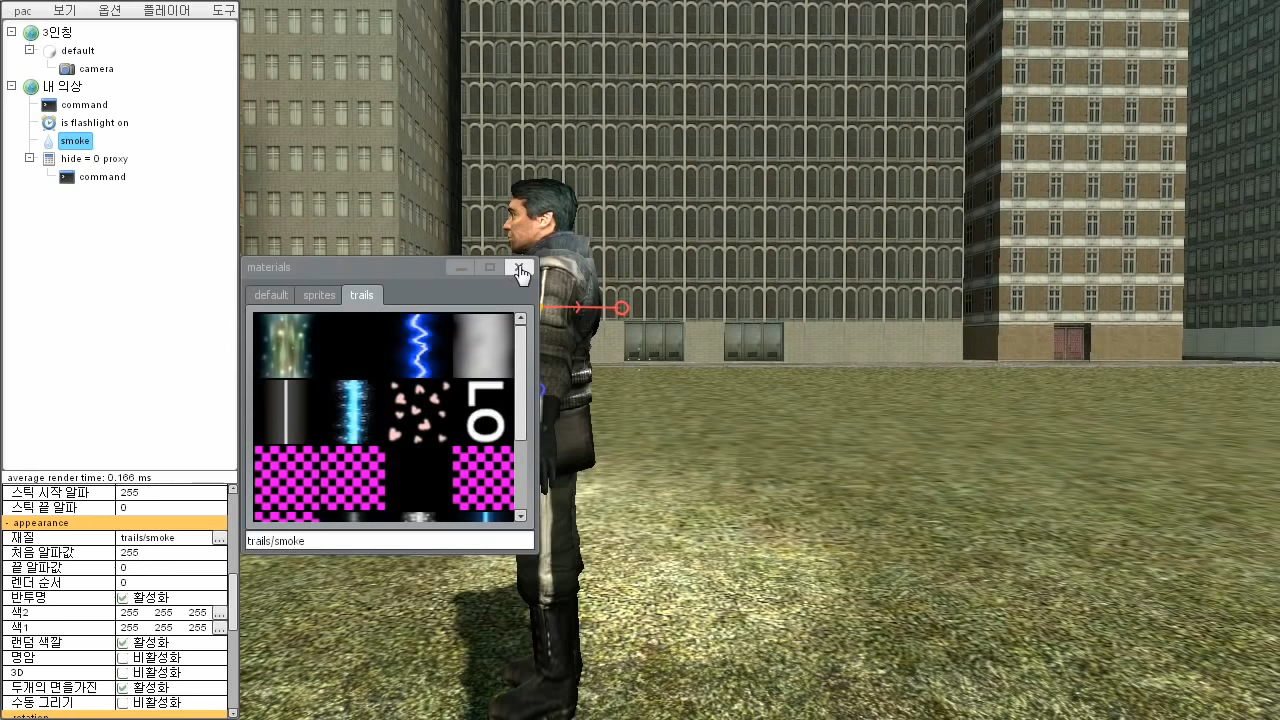 pac 보기 옵션 플레이어 도구
3인칭
default
camera
내 의상
command
is flashlight on
smoke
hide = 0 proxy
command
average render time: 0.166 ms
스틱 시작 알파 255
스틱 끝 알파 0
- appearance
재질 trails/smoke ...
처음 알파값 255
끝 알파값 0
렌더 순서 0
반투명 활성화
색2 255 255 255 ...
색1 255 255 255 ...
랜덤 색깔 활성화
명암 비활성화
3D 비활성화
두개의 면을가진 활성화
수동 그리기 비활성화
rotation
materials
default sprites trails
LO
trails/smoke